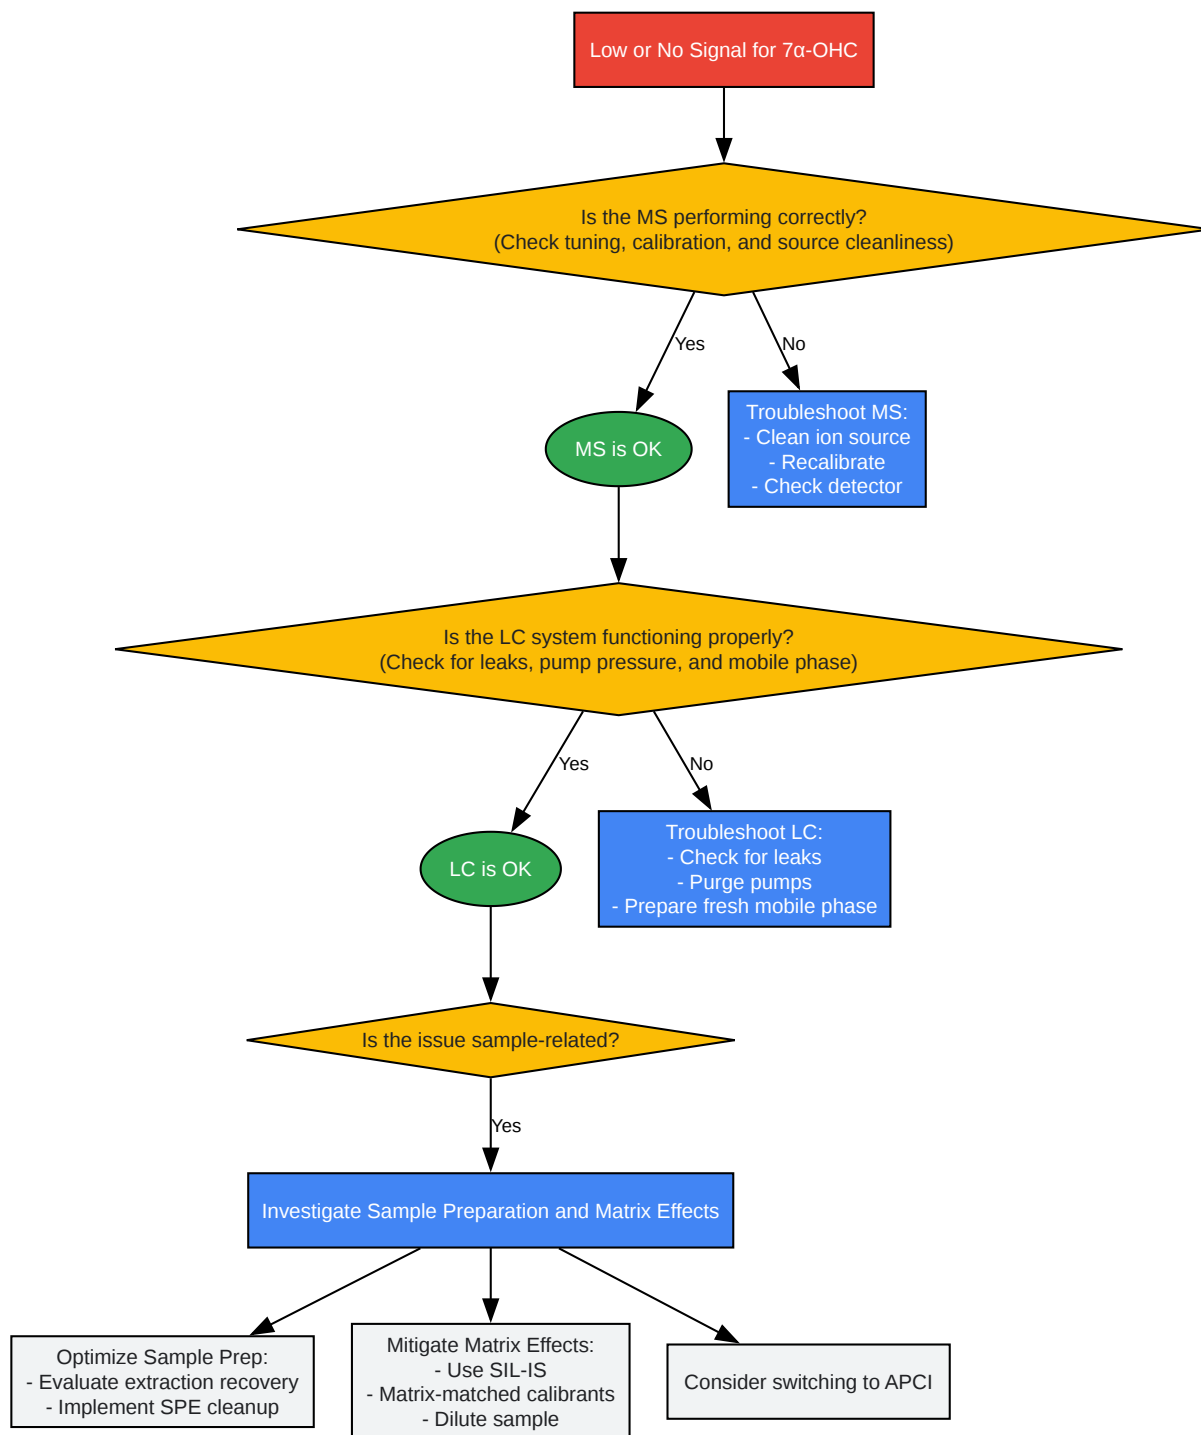 Low or No Signal for 7α-OHC
Is the MS performing correctly?
(Check tuning, calibration, and source cleanliness)
Yes
No
MS is OK
Troubleshoot MS:
- Clean ion source
- Recalibrate
- Check detector
Is the LC system functioning properly?
(Check for leaks, pump pressure, and mobile phase)
Yes
No
LC is OK
Troubleshoot LC:
- Check for leaks
- Purge pumps
- Prepare fresh mobile phase
Is the issue sample-related?
Yes
Investigate Sample Preparation and Matrix Effects
Optimize Sample Prep:
- Evaluate extraction recovery
- Implement SPE cleanup
Mitigate Matrix Effects:
- Use SIL-IS
- Matrix-matched calibrants
- Dilute sample
Consider switching to APCI